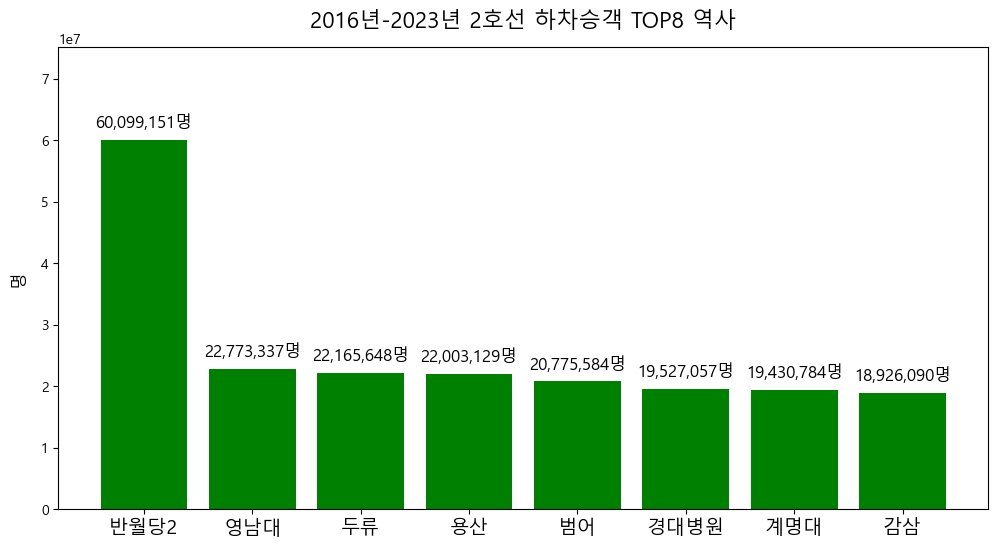 2016년-2023년 2호선 하차승객 TOP8 역사
1e7
7
6
5
4
3
2
1
0
명
60,099,151명
22,773,337명
22,165,648명
22,003,129명
20,775,584명
19,527,057명
19,430,784명
18,926,090명
반월당2
영남대
두류
용산
범어
경대병원
계명대
감삼